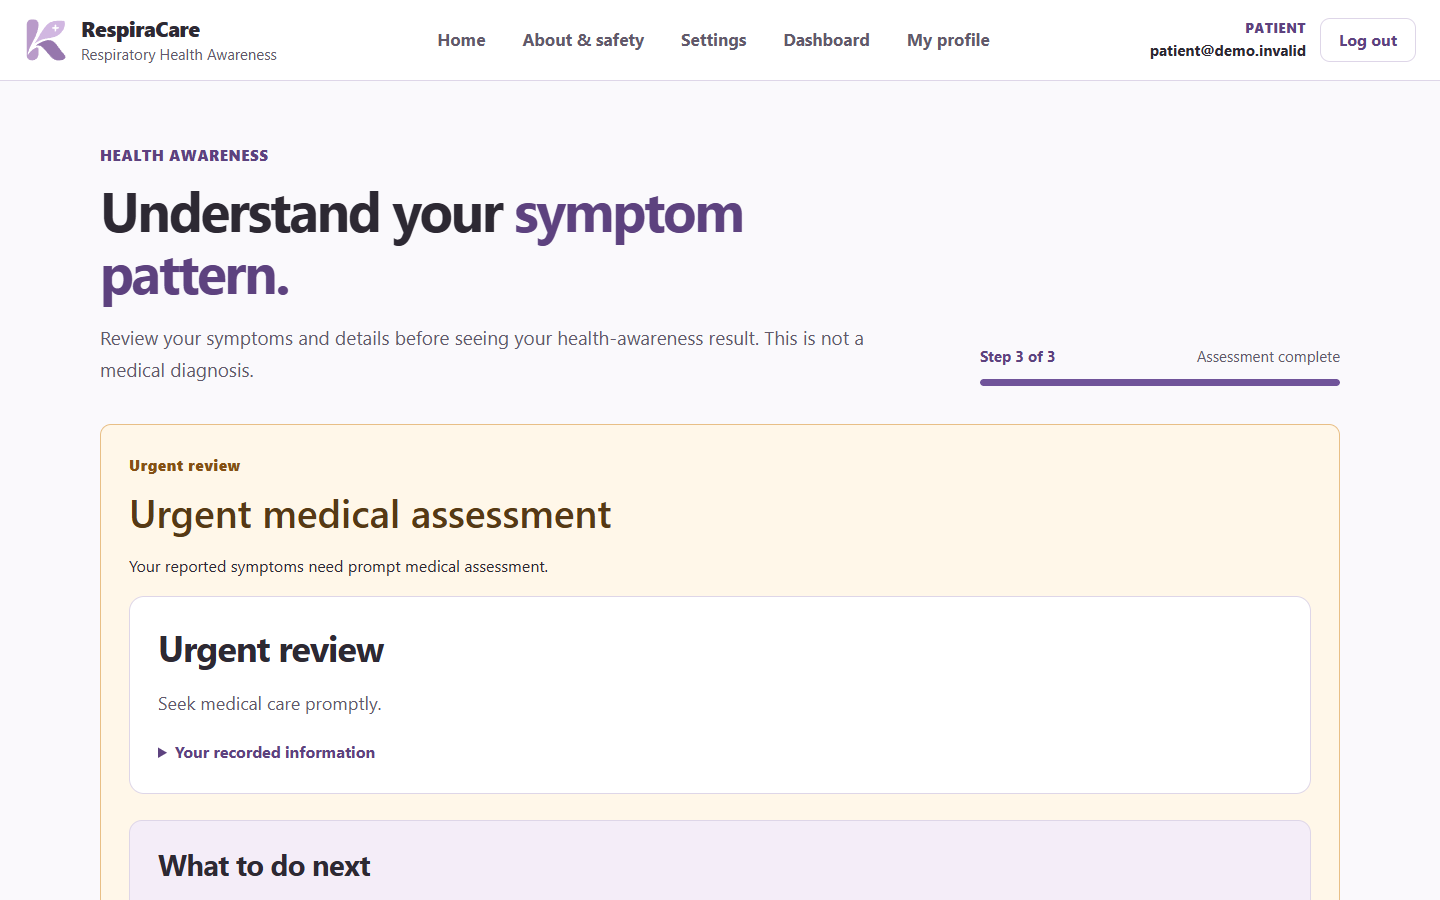 RespiraCare
Respiratory Health Awareness
Home
About & safety
Settings
Dashboard
My profile
PATIENT
patient@demo.invalid
Log out
HEALTH AWARENESS
Understand your symptom
pattern.
Review your symptoms and details before seeing your health-awareness result. This is not a
medical diagnosis.
Step 3 of 3
Assessment complete
Urgent review
Urgent medical assessment
Your reported symptoms need prompt medical assessment.
Urgent review
Seek medical care promptly.
Your recorded information
What to do next